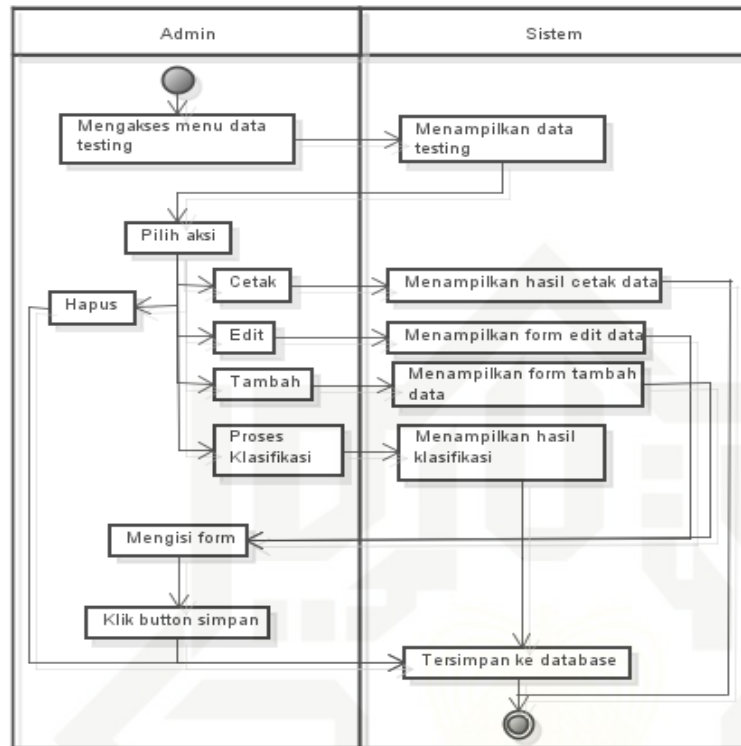 Admin
Sistem
Mengakses menu data
testing
Menampilkan data
testing
Pilih aksi
Cetak
Menampilkan hasil cetak data
Hapus
Edit
Menampilkan form edit data
Tambah
Menampilkan form tambah
data
Proses
Klasifikasi
Menampilkan hasil
klasifikasi
Mengisi form
Klik button simpan
Tersimpan ke database